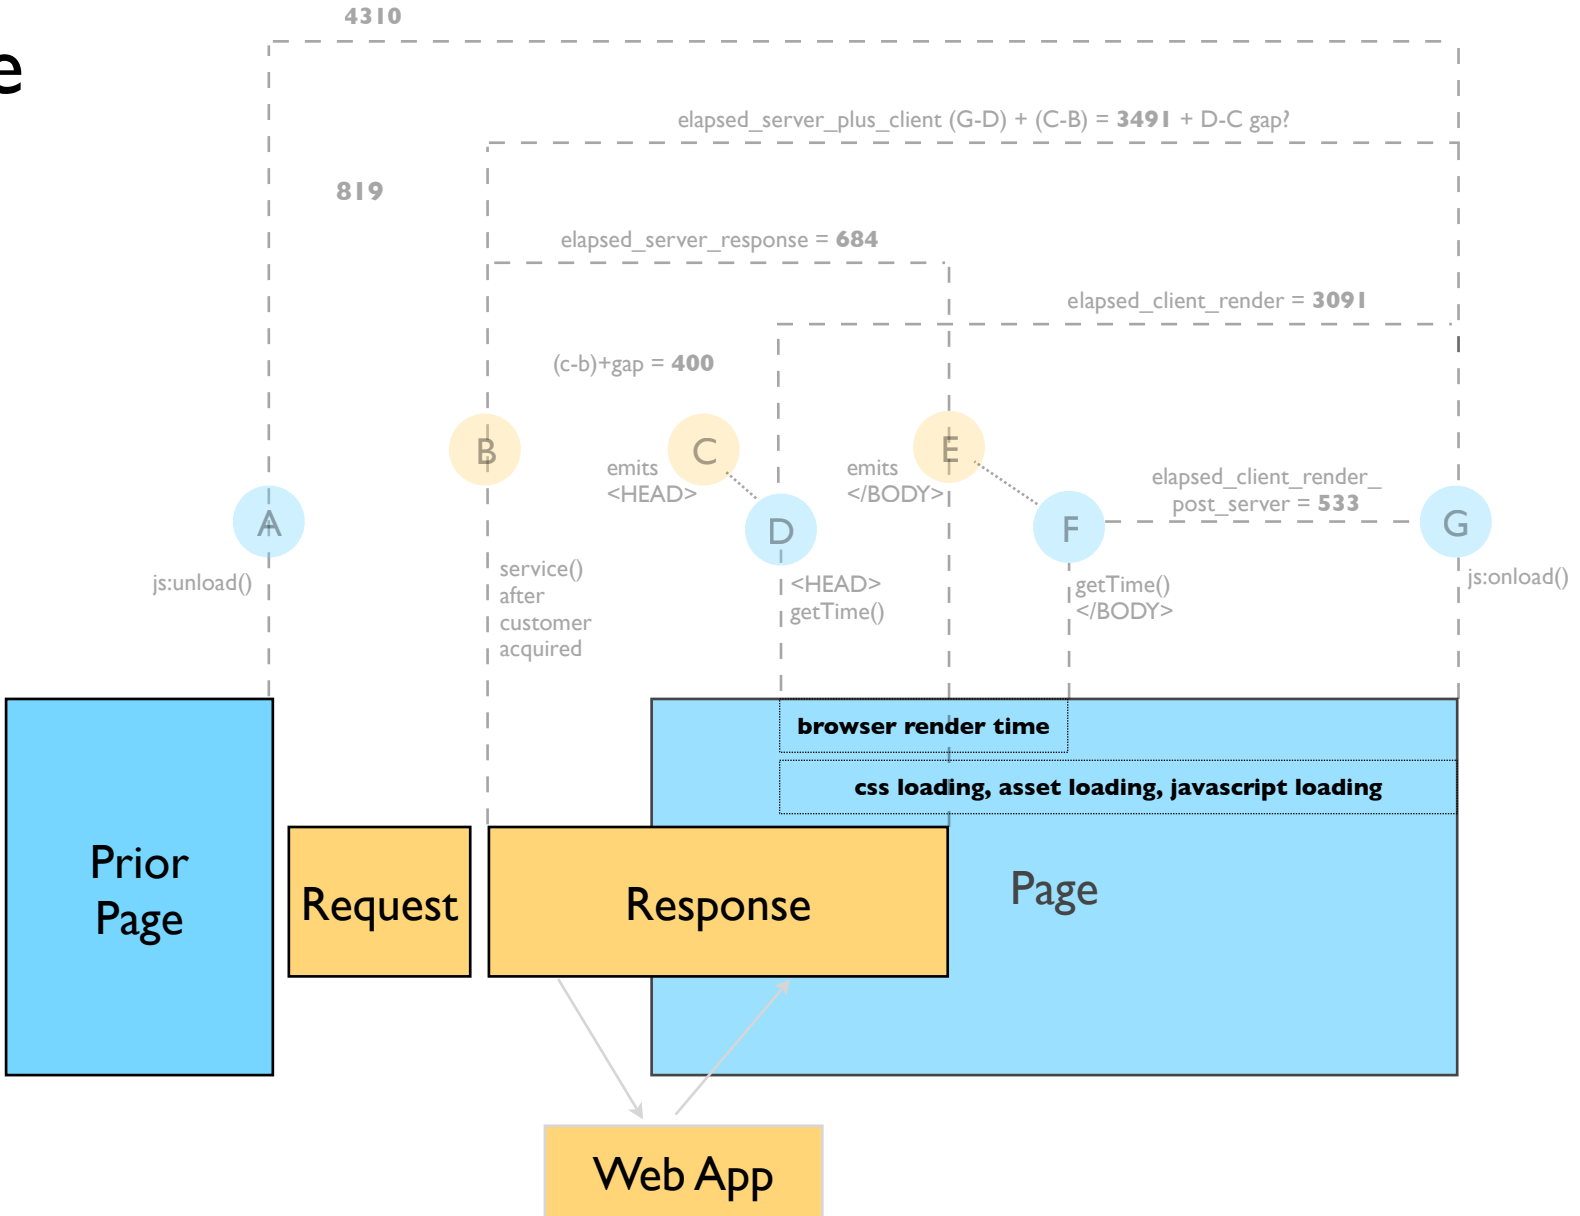 e
4310
elapsed_server_plus_client (G-D) + (C-B) = 3491 + D-C gap?
819
elapsed_server_response = 684
elapsed_client_render = 3091
(c-b)+gap = 400
B
C
E
emits
<HEAD>
emits
</BODY>
elapsed_client_render_
post_server = 533
A
D
F
G
js:unload()
service()
after
customer
acquired
<HEAD>
getTime()
getTime()
</BODY>
js:onload()
browser render time
css loading, asset loading, javascript loading
Prior
Page
Request
Response
Page
Web App